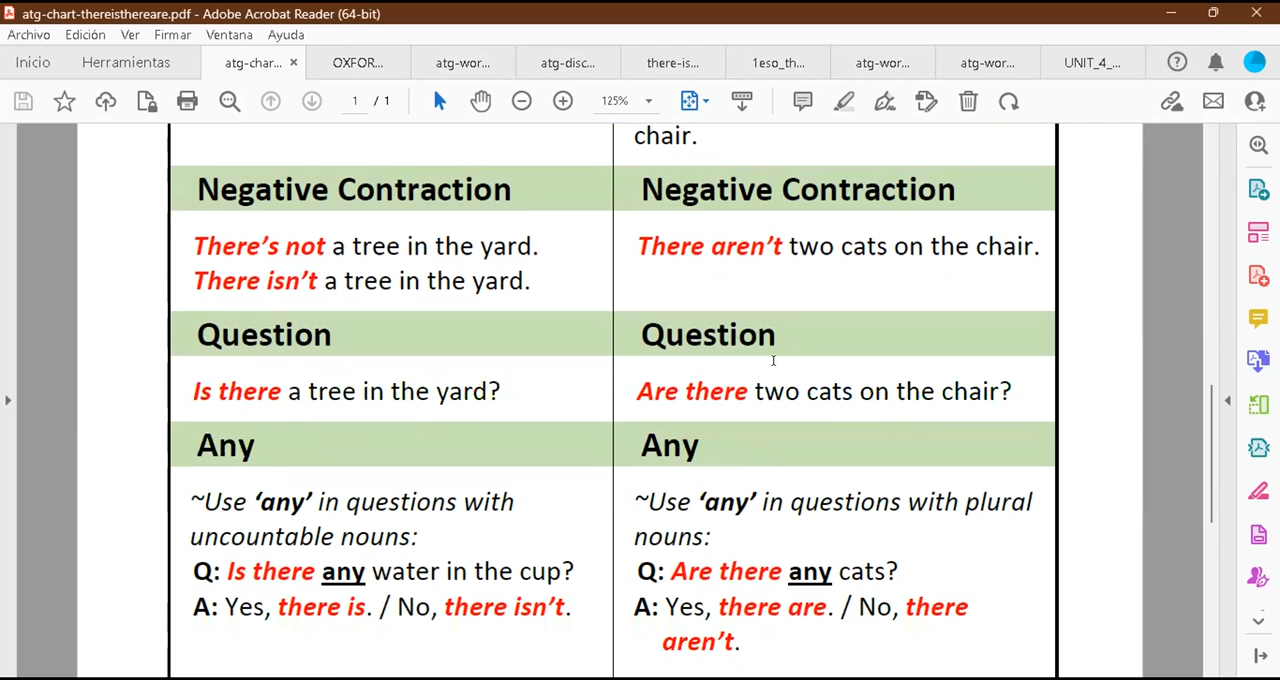 atg-chart-thereisthereare.pdf - Adobe Acrobat Reader (64-bit)
Archivo Edición Ver Firmar Ventana Ayuda
Inicio Herramientas atg-char... × OXFOR... atg-wor... atg-disc... there-is... 1eso_th... atg-wor... atg-wor... UNIT_4_...
1 / 1 125%
chair.
Negative Contraction
There's not a tree in the yard.
There isn't a tree in the yard.
Question
Is there a tree in the yard?
Any
~Use 'any' in questions with
uncountable nouns:
Q: Is there any water in the cup?
A: Yes, there is. / No, there isn't.
Negative Contraction
There aren't two cats on the chair.
Question
Are there two cats on the chair?
Any
~Use 'any' in questions with plural
nouns:
Q: Are there any cats?
A: Yes, there are. / No, there
aren't.